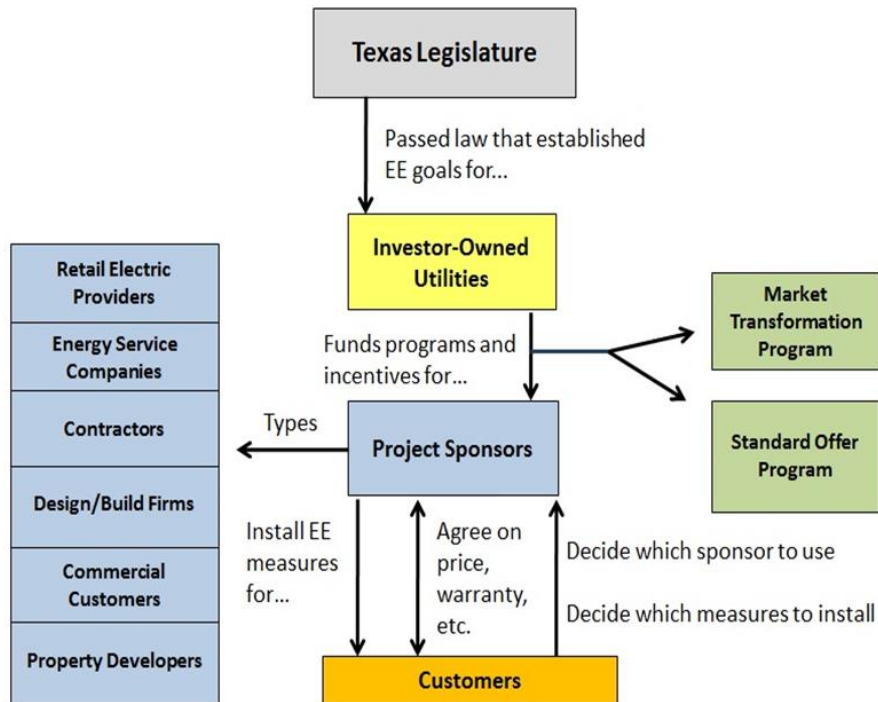 Texas Legislature
Passed law that established
EE goals for...
Investor-Owned
Utilities
Funds programs and
incentives for...
Market
Transformation
Program
Standard Offer
Program
Project Sponsors
Types
Retail Electric
Providers
Energy Service
Companies
Contractors
Design/Build Firms
Commercial
Customers
Property Developers
Install EE
measures
for...
Agree on
price,
warranty,
etc.
Decide which sponsor to use
Decide which measures to install
Customers